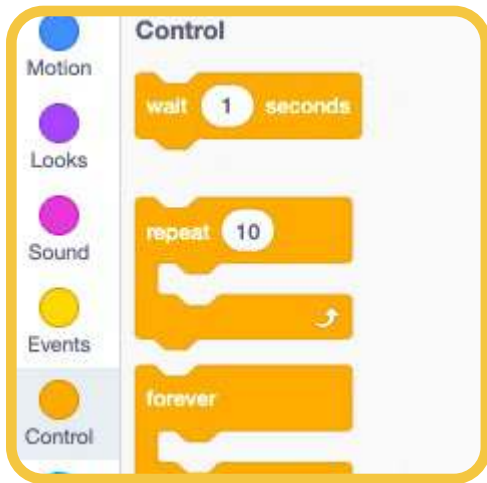 Motion
Looks
Sound
Events
Control
Control
wait 1 seconds
repeat 10
forever